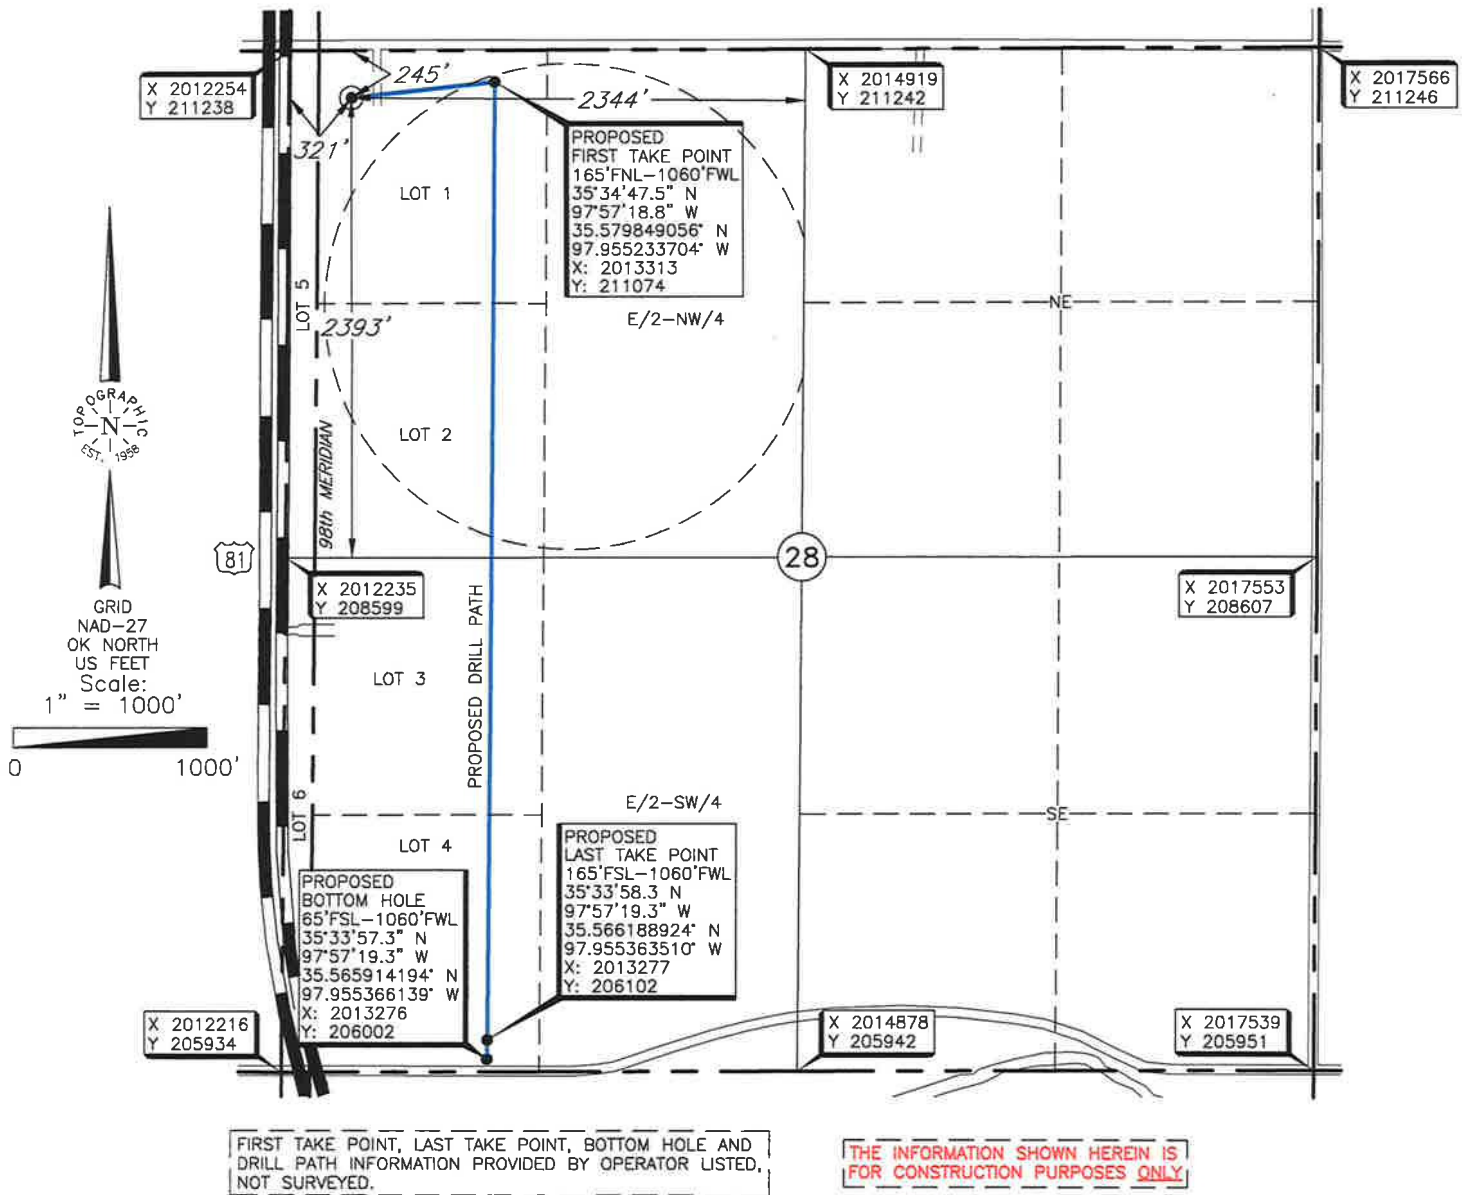 X 2012254
Y 211238
245'
2344'
X 2014919
Y 211242
X 2017566
Y 211246
321'
PROPOSED
FIRST TAKE POINT
165'FNL-1060'FWL
35°34'47.5" N
97°57'18.8" W
35.579849056° N
97.955233704° W
X: 2013313
Y: 211074
LOT 1
LOT 5
2393'
E/2-NW/4
NE
TOPOGRAPHIC
N
EST. 1958
LOT 2
98th MERIDIAN
81
28
X 2012235
Y 208599
X 2017553
Y 208607
GRID
NAD-27
OK NORTH
US FEET
Scale:
1" = 1000'
0 1000'
LOT 3
PROPOSED DRILL PATH
LOT 6
E/2-SW/4
SE
LOT 4
PROPOSED
LAST TAKE POINT
165'FSL-1060'FWL
35°33'58.3 N
97°57'19.3" W
35.566188924° N
97.955363510° W
X: 2013277
Y: 206102
PROPOSED
BOTTOM HOLE
65'FSL-1060'FWL
35°33'57.3" N
97°57'19.3" W
35.565914194° N
97.955366139° W
X: 2013276
Y: 206002
X 2012216
Y 205934
X 2014878
Y 205942
X 2017539
Y 205951
FIRST TAKE POINT, LAST TAKE POINT, BOTTOM HOLE AND
DRILL PATH INFORMATION PROVIDED BY OPERATOR LISTED,
NOT SURVEYED.
THE INFORMATION SHOWN HEREIN IS
FOR CONSTRUCTION PURPOSES ONLY